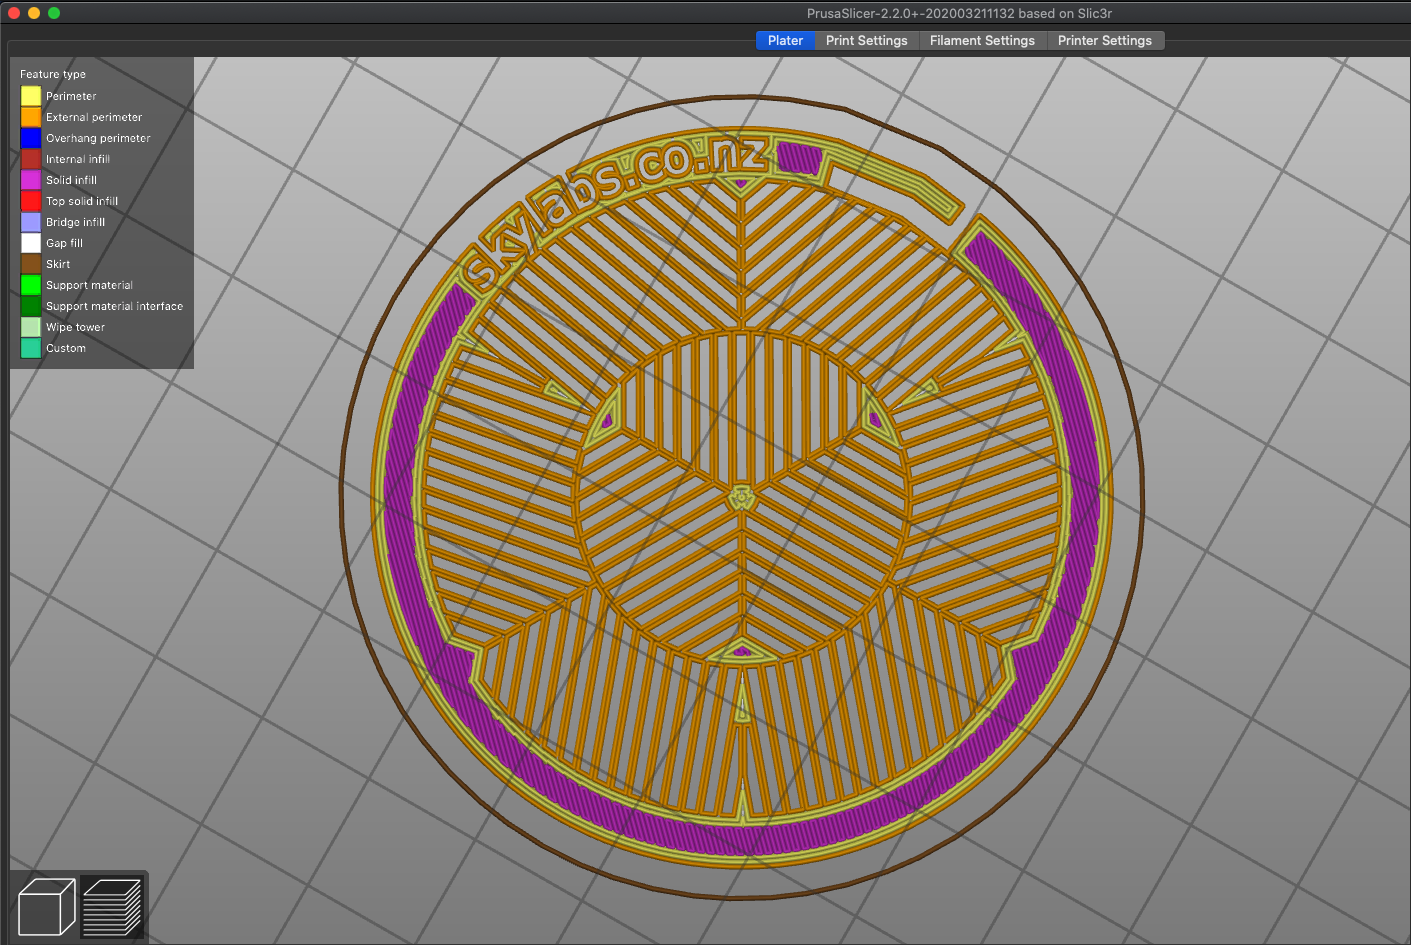 PrusaSlicer-2.2.0+-202003211132 based on Slic3r
Plater Print Settings Filament Settings Printer Settings
Feature type
Perimeter
External perimeter
Overhang perimeter
Internal infill
Solid infill
Top solid infill
Bridge infill
Gap fill
Skirt
Support material
Support material interface
Wipe tower
Custom
skylabs.co.nz